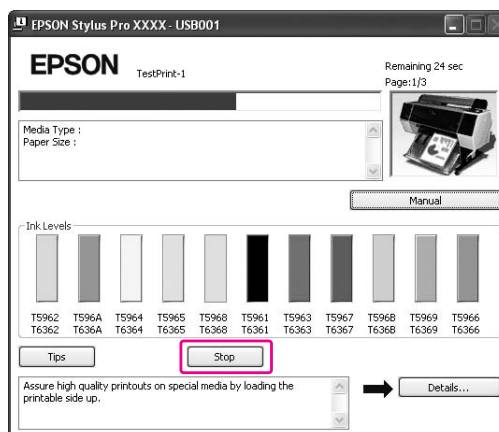 EPSON Stylus Pro XXXX - USB001
EPSON
TestPrint-1
Remaining 24 sec
Page:1/3
Media Type :
Paper Size :
Manual
Ink Levels
T5962 T596A T5964 T5965 T5968 T5961 T5963 T5967 T596B T5969 T5966
T6362 T636A T6364 T6365 T6368 T6361 T6363 T6367 T636B T6369 T6366
Tips
Stop
Assure high quality printouts on special media by loading the
printable side up.
Details...